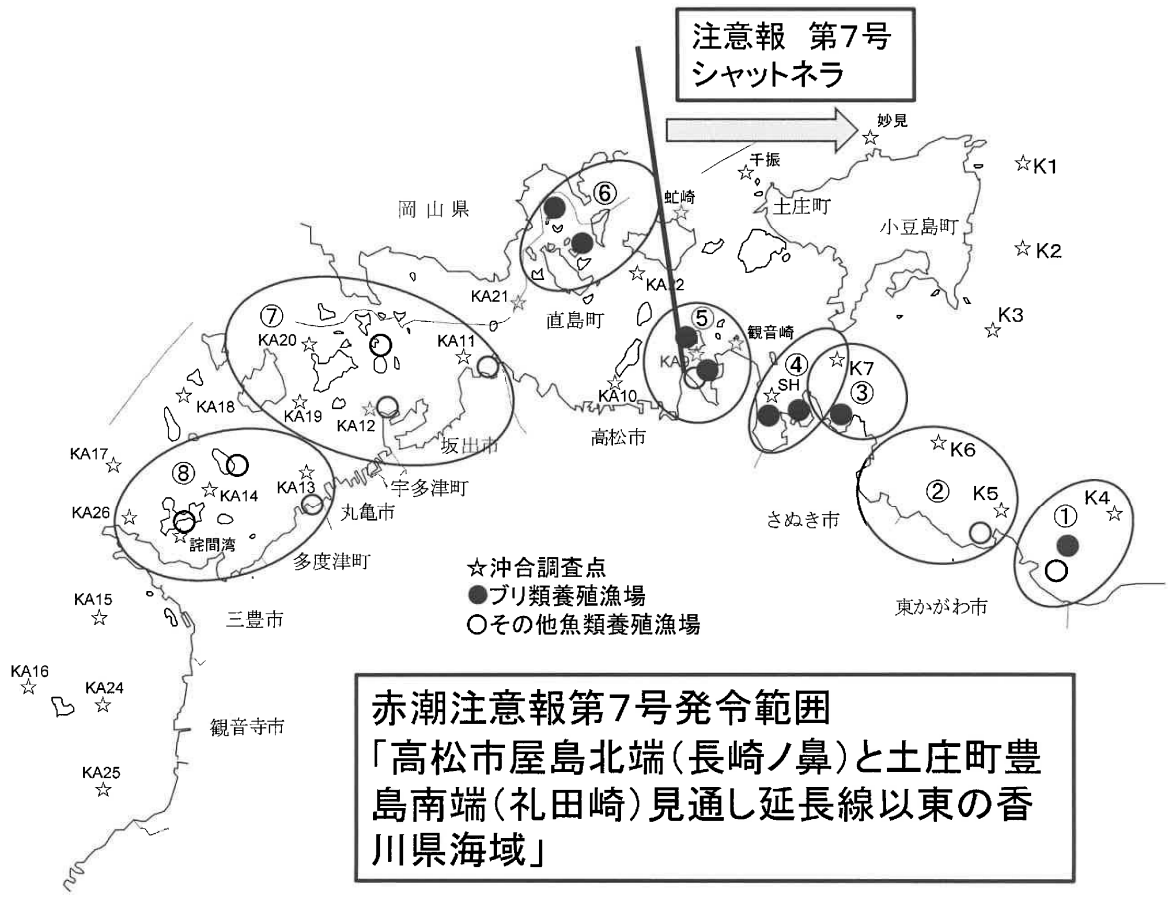 注意報 第7号
シャットネラ
妙見
千振
K1
⑥
虻崎
土庄町
岡山県
小豆島町
K2
KA22
KA21
⑦
直島町
⑤
K3
観音崎
KA20
KA11
KA9
④
K7
SH
③
KA10
KA18
KA19
KA12
高松市
坂出市
K6
KA17
⑧
KA13
宇多津町
②
K5
K4
KA14
①
KA26
丸亀市
さぬき市
詫間湾
多度津町
☆沖合調査点
●ブリ類養殖漁場
○その他魚類養殖漁場
KA15
三豊市
東かがわ市
KA16
KA24
観音寺市
KA25
赤潮注意報第7号発令範囲
「高松市屋島北端(長崎ノ鼻)と土庄町豊
島南端(礼田崎)見通し延長線以東の香
川県海域」